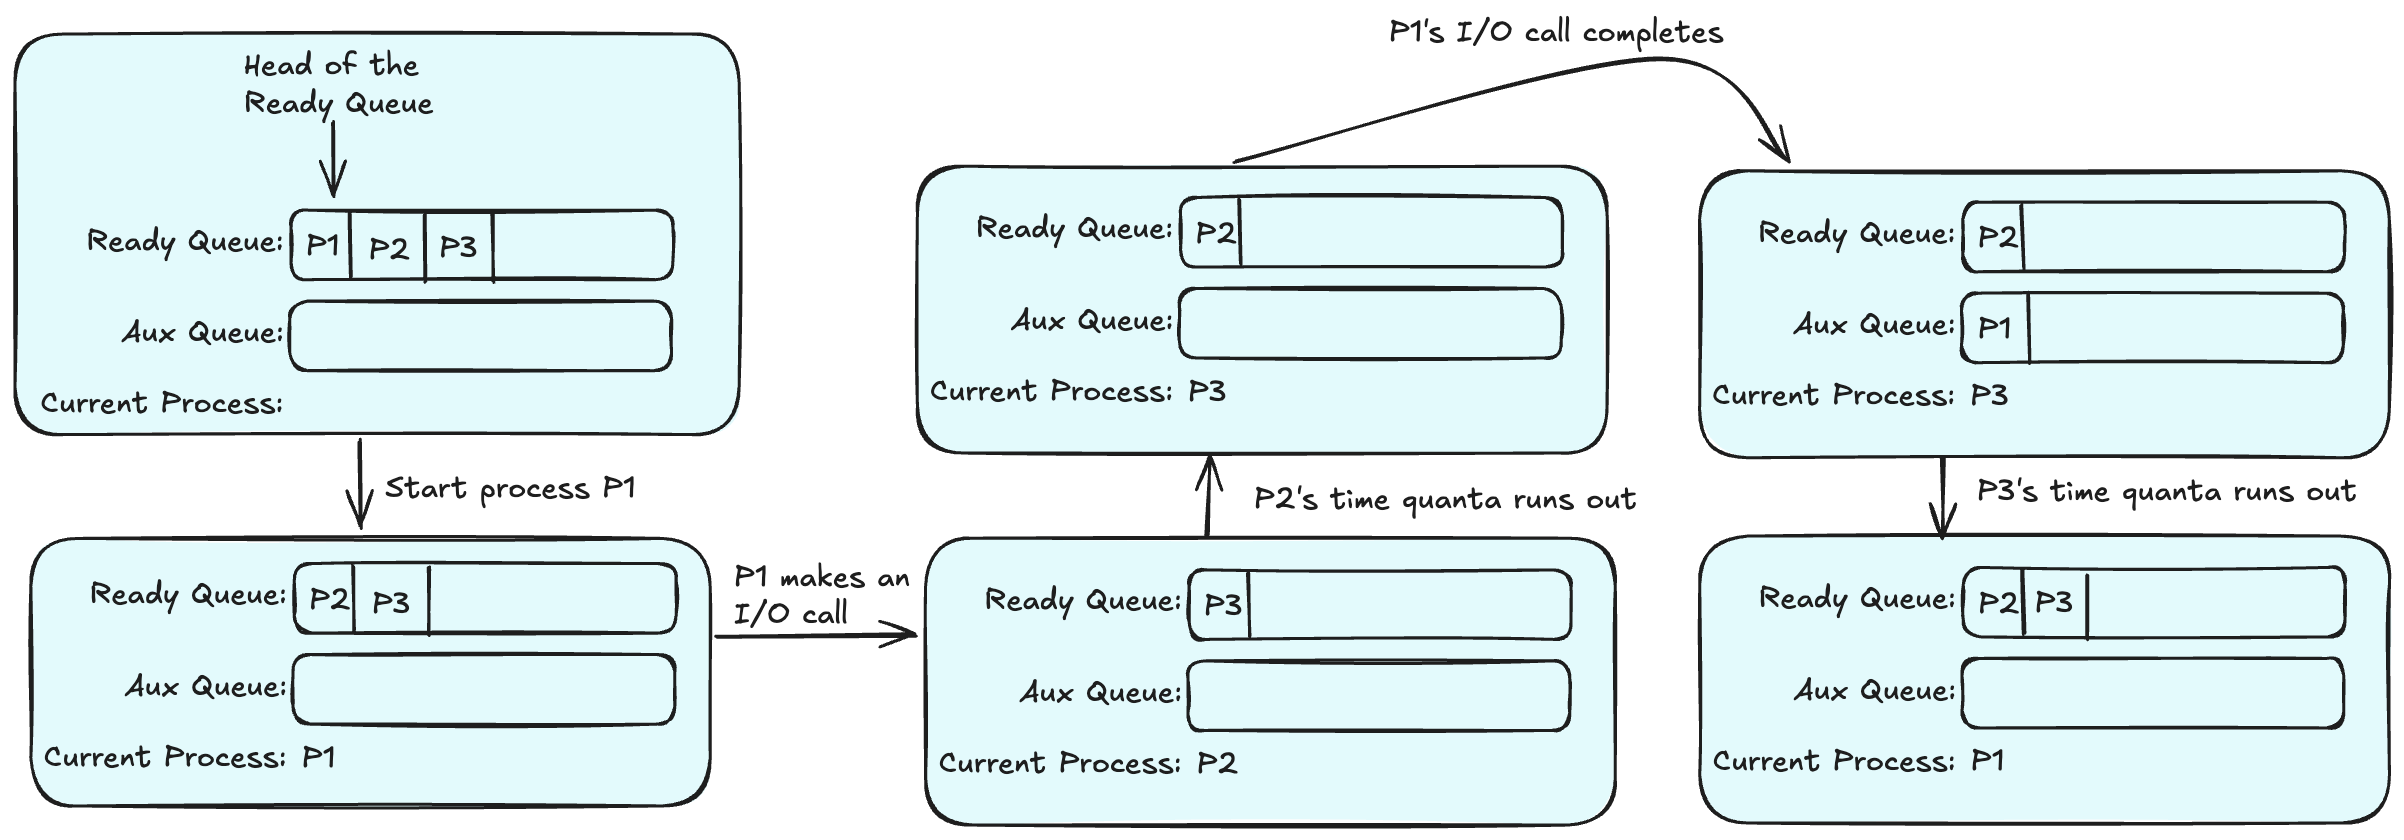 Head of the
Ready Queue
Ready Queue: P1 P2 P3
Aux Queue:
Current Process:
Start process P1
Ready Queue: P2 P3
Aux Queue:
Current Process: P1
P1 makes an
I/O call
Ready Queue: P3
Aux Queue:
Current Process: P2
P2's time quanta runs out
Ready Queue: P2
Aux Queue:
Current Process: P3
P1's I/O call completes
Ready Queue: P2
Aux Queue: P1
Current Process: P3
P3's time quanta runs out
Ready Queue: P2 P3
Aux Queue:
Current Process: P1